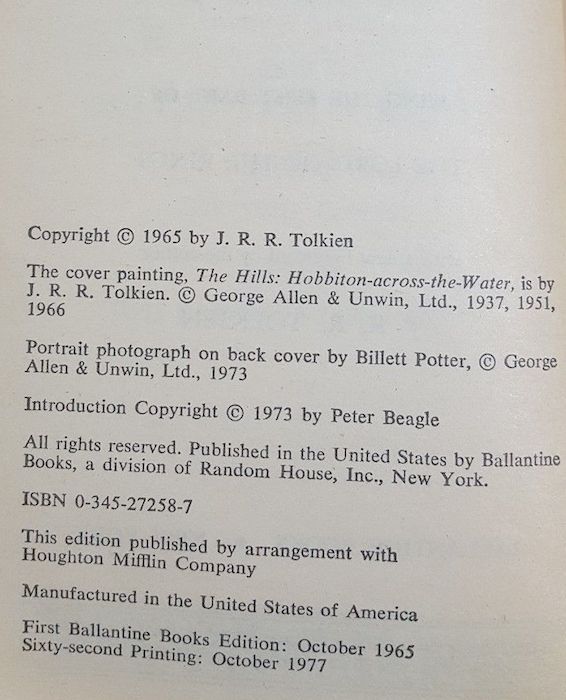 Copyright © 1965 by J. R. R. Tolkien
The cover painting, The Hills: Hobbiton-across-the-Water, is by
J. R. R. Tolkien. © George Allen & Unwin, Ltd., 1937, 1951,
1966
Portrait photograph on back cover by Billett Potter, © George
Allen & Unwin, Ltd., 1973
Introduction Copyright © 1973 by Peter Beagle
All rights reserved. Published in the United States by Ballantine
Books, a division of Random House, Inc., New York.
ISBN 0-345-27258-7
This edition published by arrangement with
Houghton Mifflin Company
Manufactured in the United States of America
First Ballantine Books Edition: October 1965
Sixty-second Printing: October 1977